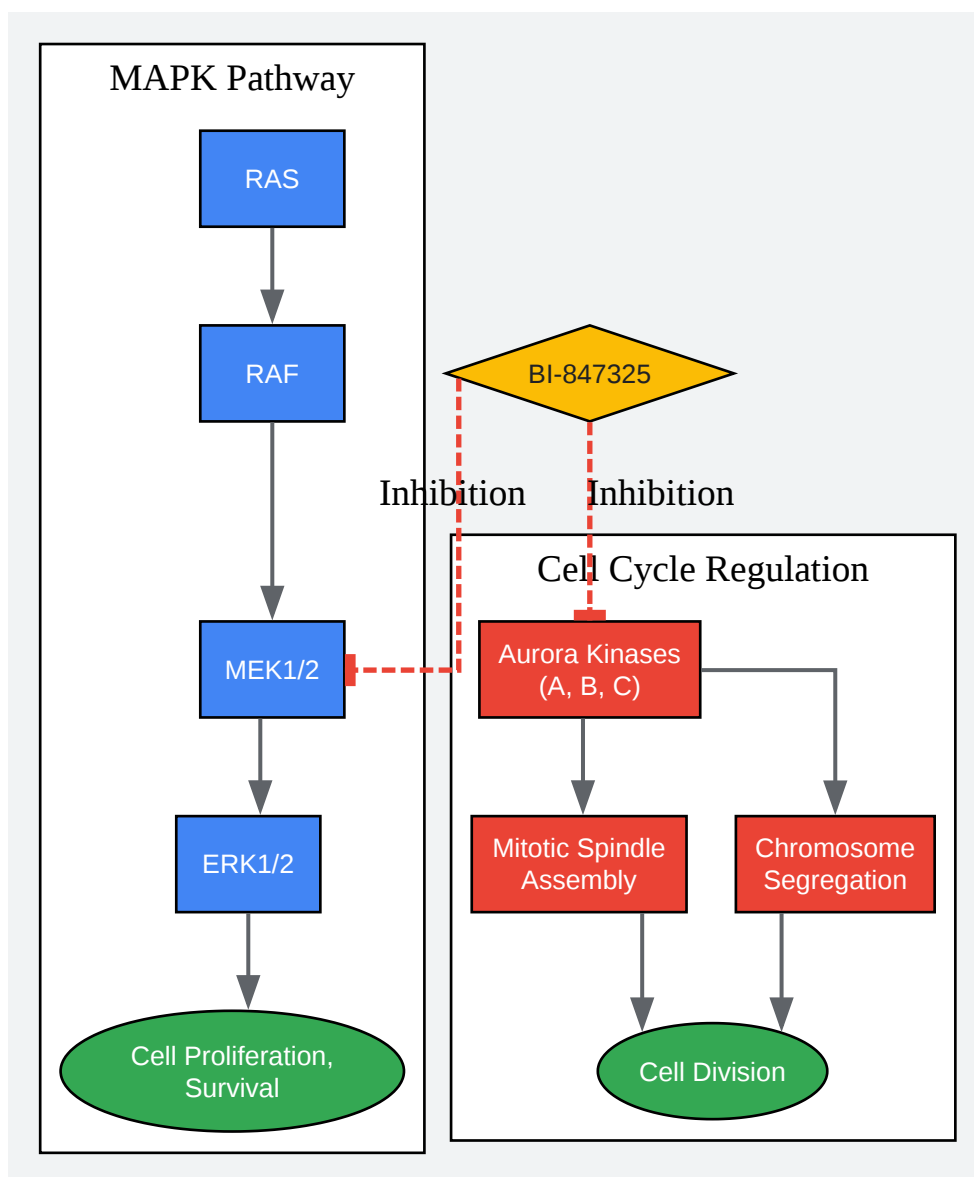 MAPK Pathway
RAS
RAF
BI-847325
Inhibition
Inhibition
Cell Cycle Regulation
MEK1/2
Aurora Kinases
(A, B, C)
ERK1/2
Mitotic Spindle
Assembly
Chromosome
Segregation
Cell Proliferation,
Survival
Cell Division